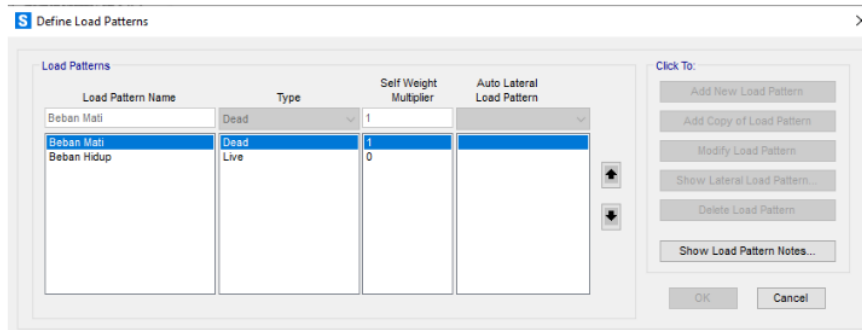 S Define Load Patterns
Load Patterns
Load Pattern Name Type Self Weight Multiplier Auto Lateral Load Pattern
Beban Mati Dead 1
Beban Mati Dead 1
Beban Hidup Live 0
Click To:
Add New Load Pattern
Add Copy of Load Pattern
Modify Load Pattern
Show Lateral Load Pattern...
Delete Load Pattern
Show Load Pattern Notes...
OK Cancel